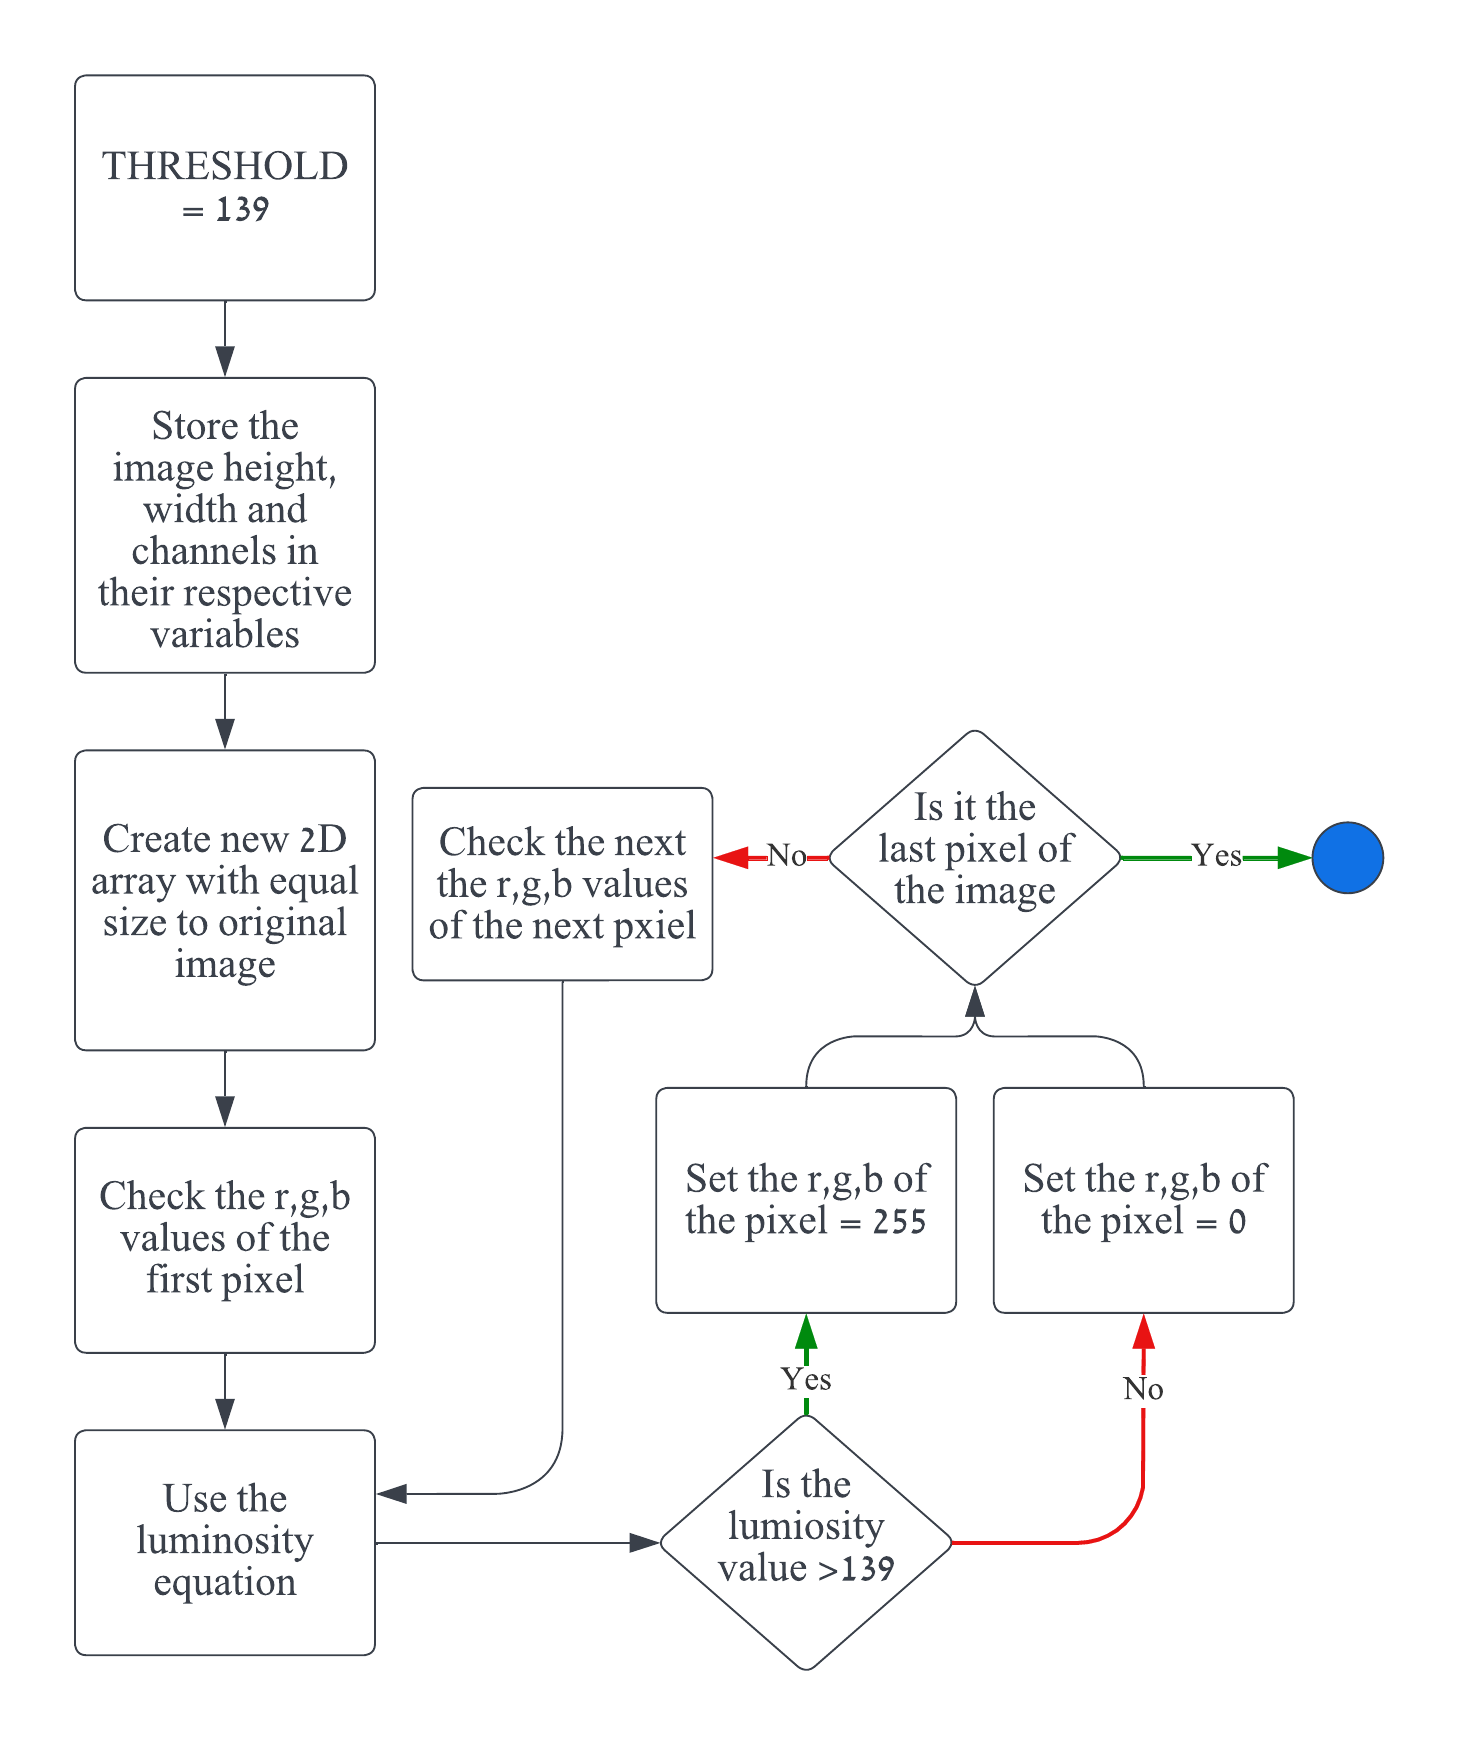 THRESHOLD
= 139
Store the
image height,
width and
channels in
their respective
variables
Create new 2D
array with equal
size to original
image
Check the r,g,b
values of the
first pixel
Use the
luminosity
equation
Is the
lumiosity
value >139
Yes
No
Set the r,g,b of
the pixel = 255
Set the r,g,b of
the pixel = 0
Is it the
last pixel of
the image
No
Yes
Check the next
the r,g,b values
of the next pxiel